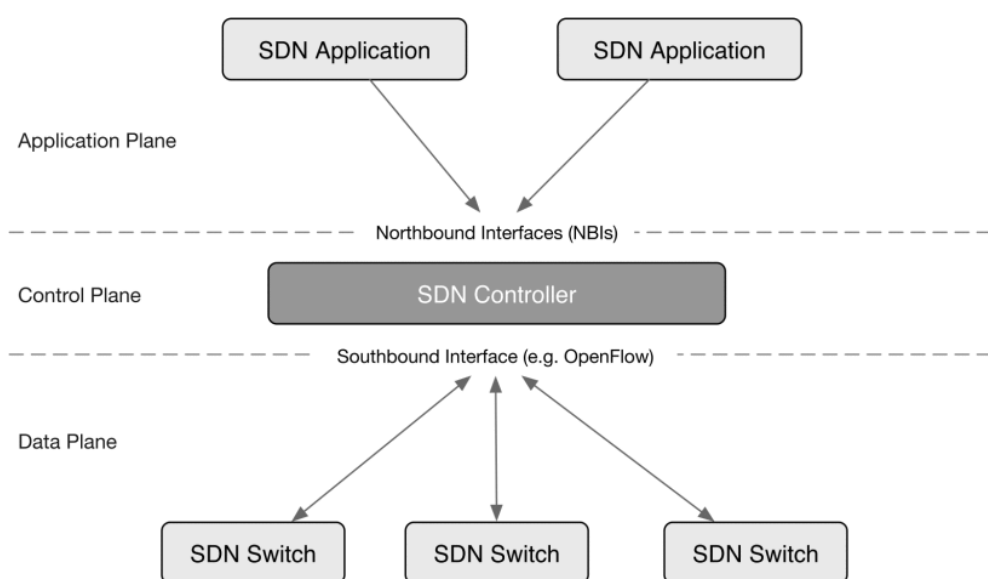 SDN Application
SDN Application
Application Plane
Northbound Interfaces (NBIs)
Control Plane
SDN Controller
Southbound Interface (e.g. OpenFlow)
Data Plane
SDN Switch
SDN Switch
SDN Switch